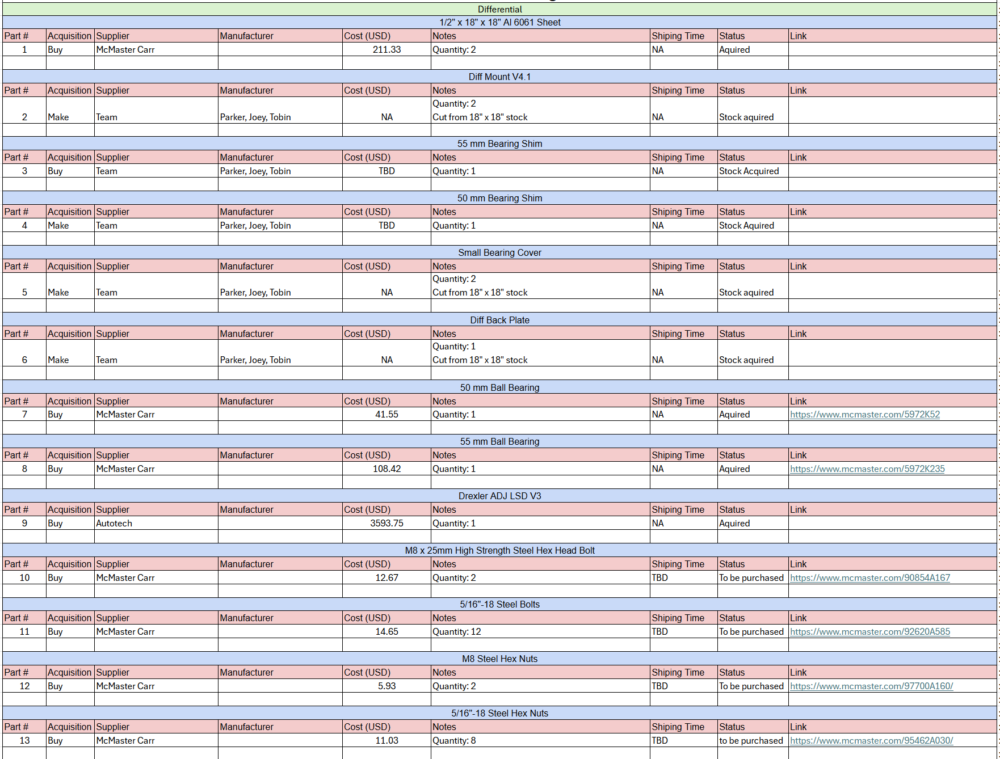 Differential
1/2" x 18" x 18" Al 6061 Sheet
Part # Acquisition Supplier Manufacturer Cost (USD) Notes Shiping Time Status Link
1 Buy McMaster Carr 211.33 Quantity: 2 NA Aquired
Diff Mount V4.1
Part # Acquisition Supplier Manufacturer Cost (USD) Notes Shiping Time Status Link
Quantity: 2
2 Make Team Parker, Joey, Tobin NA Cut from 18" x 18" stock NA Stock aquired
55 mm Bearing Shim
Part # Acquisition Supplier Manufacturer Cost (USD) Notes Shiping Time Status Link
3 Buy Team Parker, Joey, Tobin TBD Quantity: 1 NA Stock Acquired
50 mm Bearing Shim
Part # Acquisition Supplier Manufacturer Cost (USD) Notes Shiping Time Status Link
4 Make Team Parker, Joey, Tobin TBD Quantity: 1 NA Stock Aquired
Small Bearing Cover
Part # Acquisition Supplier Manufacturer Cost (USD) Notes Shiping Time Status Link
Quantity: 2
5 Make Team Parker, Joey, Tobin NA Cut from 18" x 18" stock NA Stock aquired
Diff Back Plate
Part # Acquisition Supplier Manufacturer Cost (USD) Notes Shiping Time Status Link
Quantity: 1
6 Make Team Parker, Joey, Tobin NA Cut from 18" x 18" stock NA Stock aquired
50 mm Ball Bearing
Part # Acquisition Supplier Manufacturer Cost (USD) Notes Shiping Time Status Link
7 Buy McMaster Carr 41.55 Quantity: 1 NA Aquired https://www.mcmaster.com/5972K52
55 mm Ball Bearing
Part # Acquisition Supplier Manufacturer Cost (USD) Notes Shiping Time Status Link
8 Buy McMaster Carr 108.42 Quantity: 1 NA Aquired https://www.mcmaster.com/5972K235
Drexler ADJ LSD V3
Part # Acquisition Supplier Manufacturer Cost (USD) Notes Shiping Time Status Link
9 Buy Autotech 3593.75 Quantity: 1 NA Aquired
M8 x 25mm High Strength Steel Hex Head Bolt
Part # Acquisition Supplier Manufacturer Cost (USD) Notes Shiping Time Status Link
10 Buy McMaster Carr 12.67 Quantity: 2 TBD To be purchased https://www.mcmaster.com/90854A167
5/16"-18 Steel Bolts
Part # Acquisition Supplier Manufacturer Cost (USD) Notes Shiping Time Status Link
11 Buy McMaster Carr 14.65 Quantity: 12 TBD To be purchased https://www.mcmaster.com/92620A585
M8 Steel Hex Nuts
Part # Acquisition Supplier Manufacturer Cost (USD) Notes Shiping Time Status Link
12 Buy McMaster Carr 5.93 Quantity: 2 TBD To be purchased https://www.mcmaster.com/97700A160/
5/16"-18 Steel Hex Nuts
Part # Acquisition Supplier Manufacturer Cost (USD) Notes Shiping Time Status Link
13 Buy McMaster Carr 11.03 Quantity: 8 TBD to be purchased https://www.mcmaster.com/95462A030/